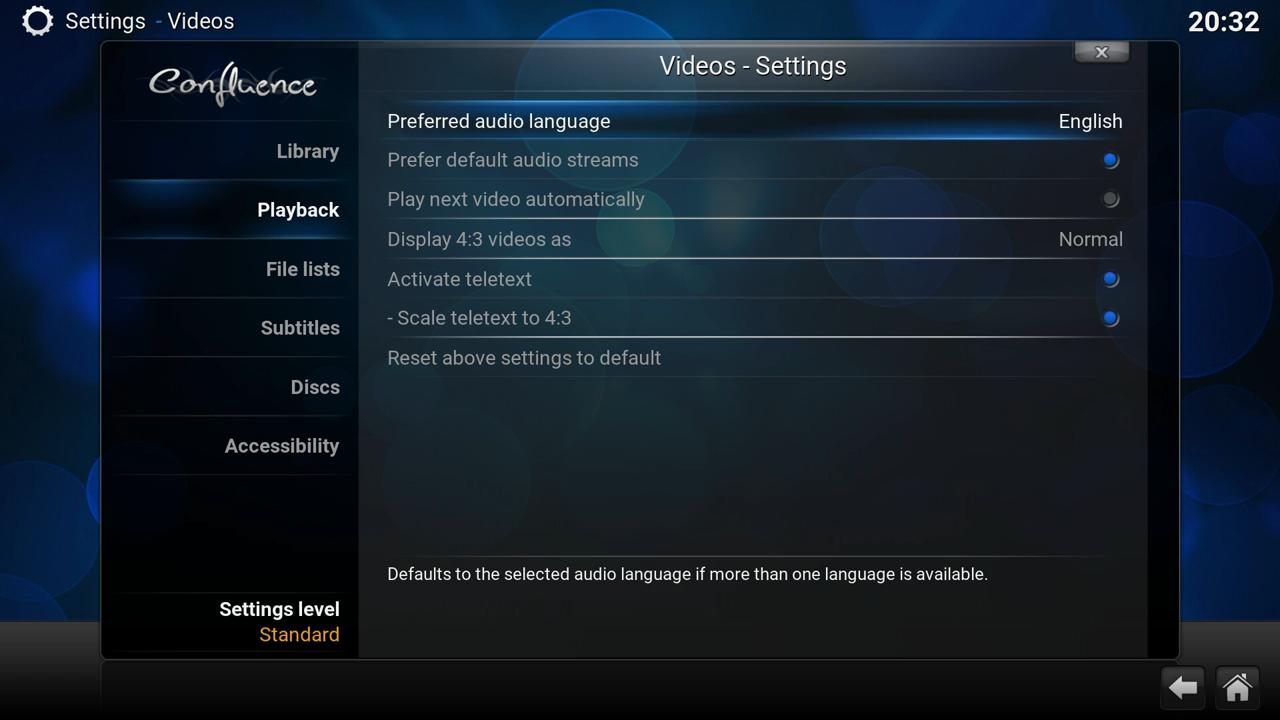 Settings - Videos
20:32
Confluence
Videos - Settings
Library
Playback
File lists
Subtitles
Discs
Accessibility
Settings level
Standard
Preferred audio language English
Prefer default audio streams
Play next video automatically
Display 4:3 videos as Normal
Activate teletext
- Scale teletext to 4:3
Reset above settings to default
Defaults to the selected audio language if more than one language is available.